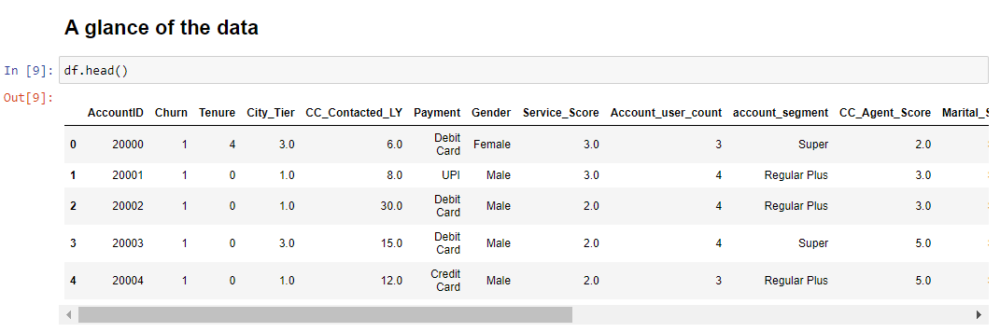 A glance of the data
In [9]: df.head()
Out[9]:
AccountID Churn Tenure City_Tier CC_Contacted_LY Payment Gender Service_Score Account_user_count account_segment CC_Agent_Score Marital_S
0 20000 1 4 3.0 6.0 Debit Card Female 3.0 3 Super 2.0
1 20001 1 0 1.0 8.0 UPI Male 3.0 4 Regular Plus 3.0
2 20002 1 0 1.0 30.0 Debit Card Male 2.0 4 Regular Plus 3.0
3 20003 1 0 3.0 15.0 Debit Card Male 2.0 4 Super 5.0
4 20004 1 0 1.0 12.0 Credit Card Male 2.0 3 Regular Plus 5.0